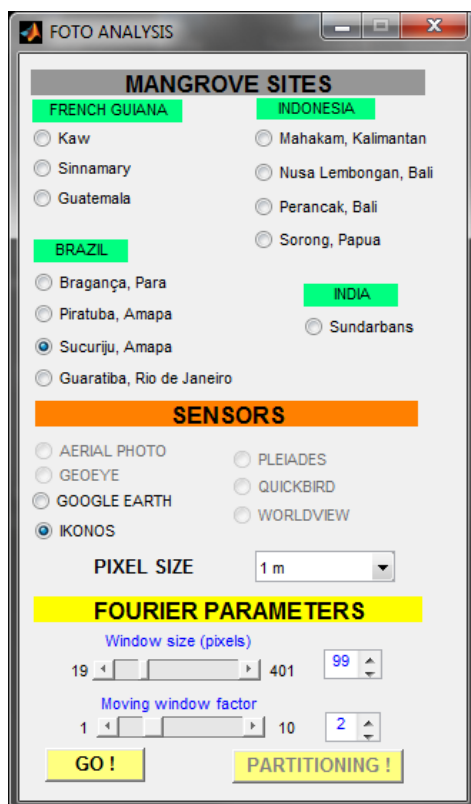 FOTO ANALYSIS
MANGROVE SITES
FRENCH GUIANA
Kaw
Sinnamary
Guatemala
INDONESIA
Mahakam, Kalimantan
Nusa Lembongan, Bali
Perancak, Bali
Sorong, Papua
BRAZIL
Bragança, Para
Piratuba, Amapa
Sucuriju, Amapa
Guaratiba, Rio de Janeiro
INDIA
Sundarbans
SENSORS
AERIAL PHOTO
GEOEYE
GOOGLE EARTH
IKONOS
PLEIADES
QUICKBIRD
WORLDVIEW
PIXEL SIZE 1 m
FOURIER PARAMETERS
Window size (pixels)
19 401 99
Moving window factor
1 10 2
GO ! PARTITIONING !